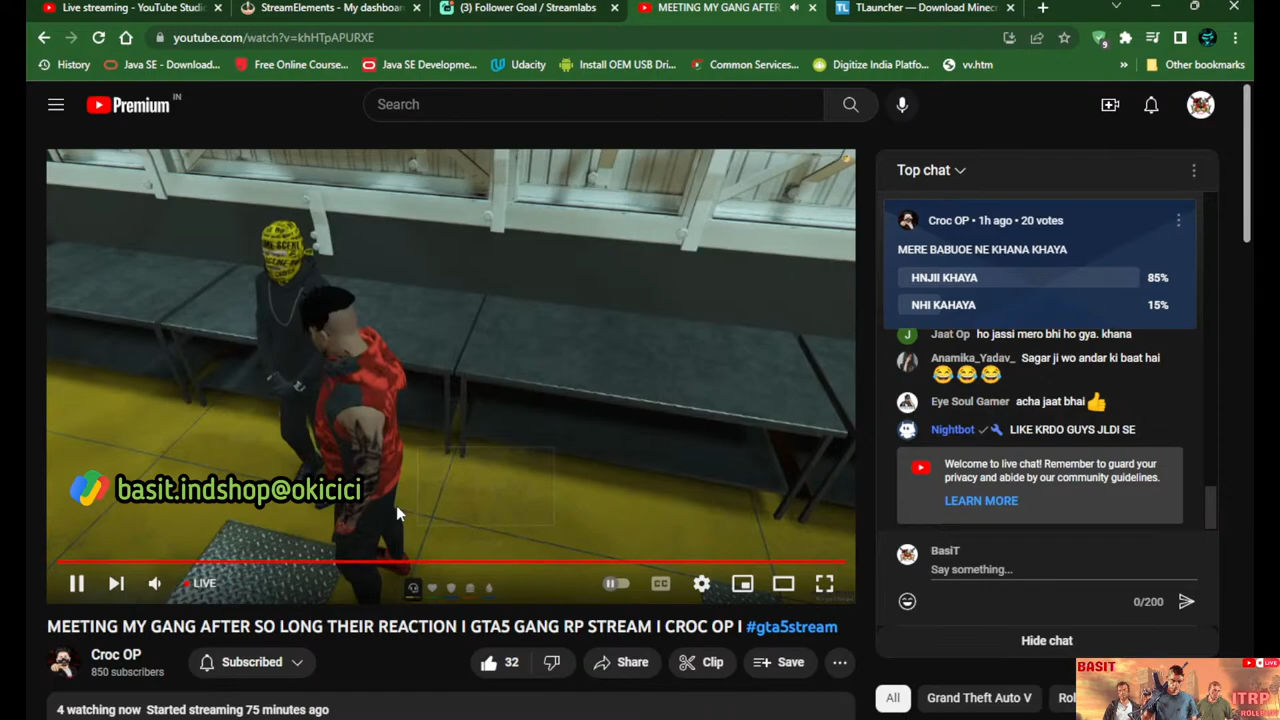 Live streaming - YouTube Studi
StreamElements - My dashboar
(3) Follower Goal / Streamlabs
MEETING MY GANG AFTER
TLauncher — Download Minec
youtube.com/watch?v=khHTpAPURXE
9
History
Java SE - Download...
Free Online Course...
Java SE Developme...
Udacity
Install OEM USB Driv...
Common Services...
Digitize India Platfo...
vv.htm
»
Other bookmarks
Premium IN
Search
Top chat
Croc OP • 1h ago • 20 votes
MERE BABUOE NE KHANA KHAYA
HNJII KHAYA 85%
NHI KAHAYA 15%
J Jaat Op ho jassi mero bhi ho gya. khana
Anamika_Yadav_ Sagar ji wo andar ki baat hai
😂😂😂
Eye Soul Gamer acha jaat bhai👍
Nightbot LIKE KRDO GUYS JLDI SE
Welcome to live chat! Remember to guard your
privacy and abide by our community guidelines.
LEARN MORE
BasiT
Say something...
0/200
Hide chat
basit.indshop@okicici
LIVE
CC
MEETING MY GANG AFTER SO LONG THEIR REACTION I GTA5 GANG RP STREAM I CROC OP I #gta5stream
Croc OP
850 subscribers
Subscribed
32
Share
Clip
Save
4 watching now Started streaming 75 minutes ago
All
Grand Theft Auto V
Rol
BASIT
LIVE
ITRP